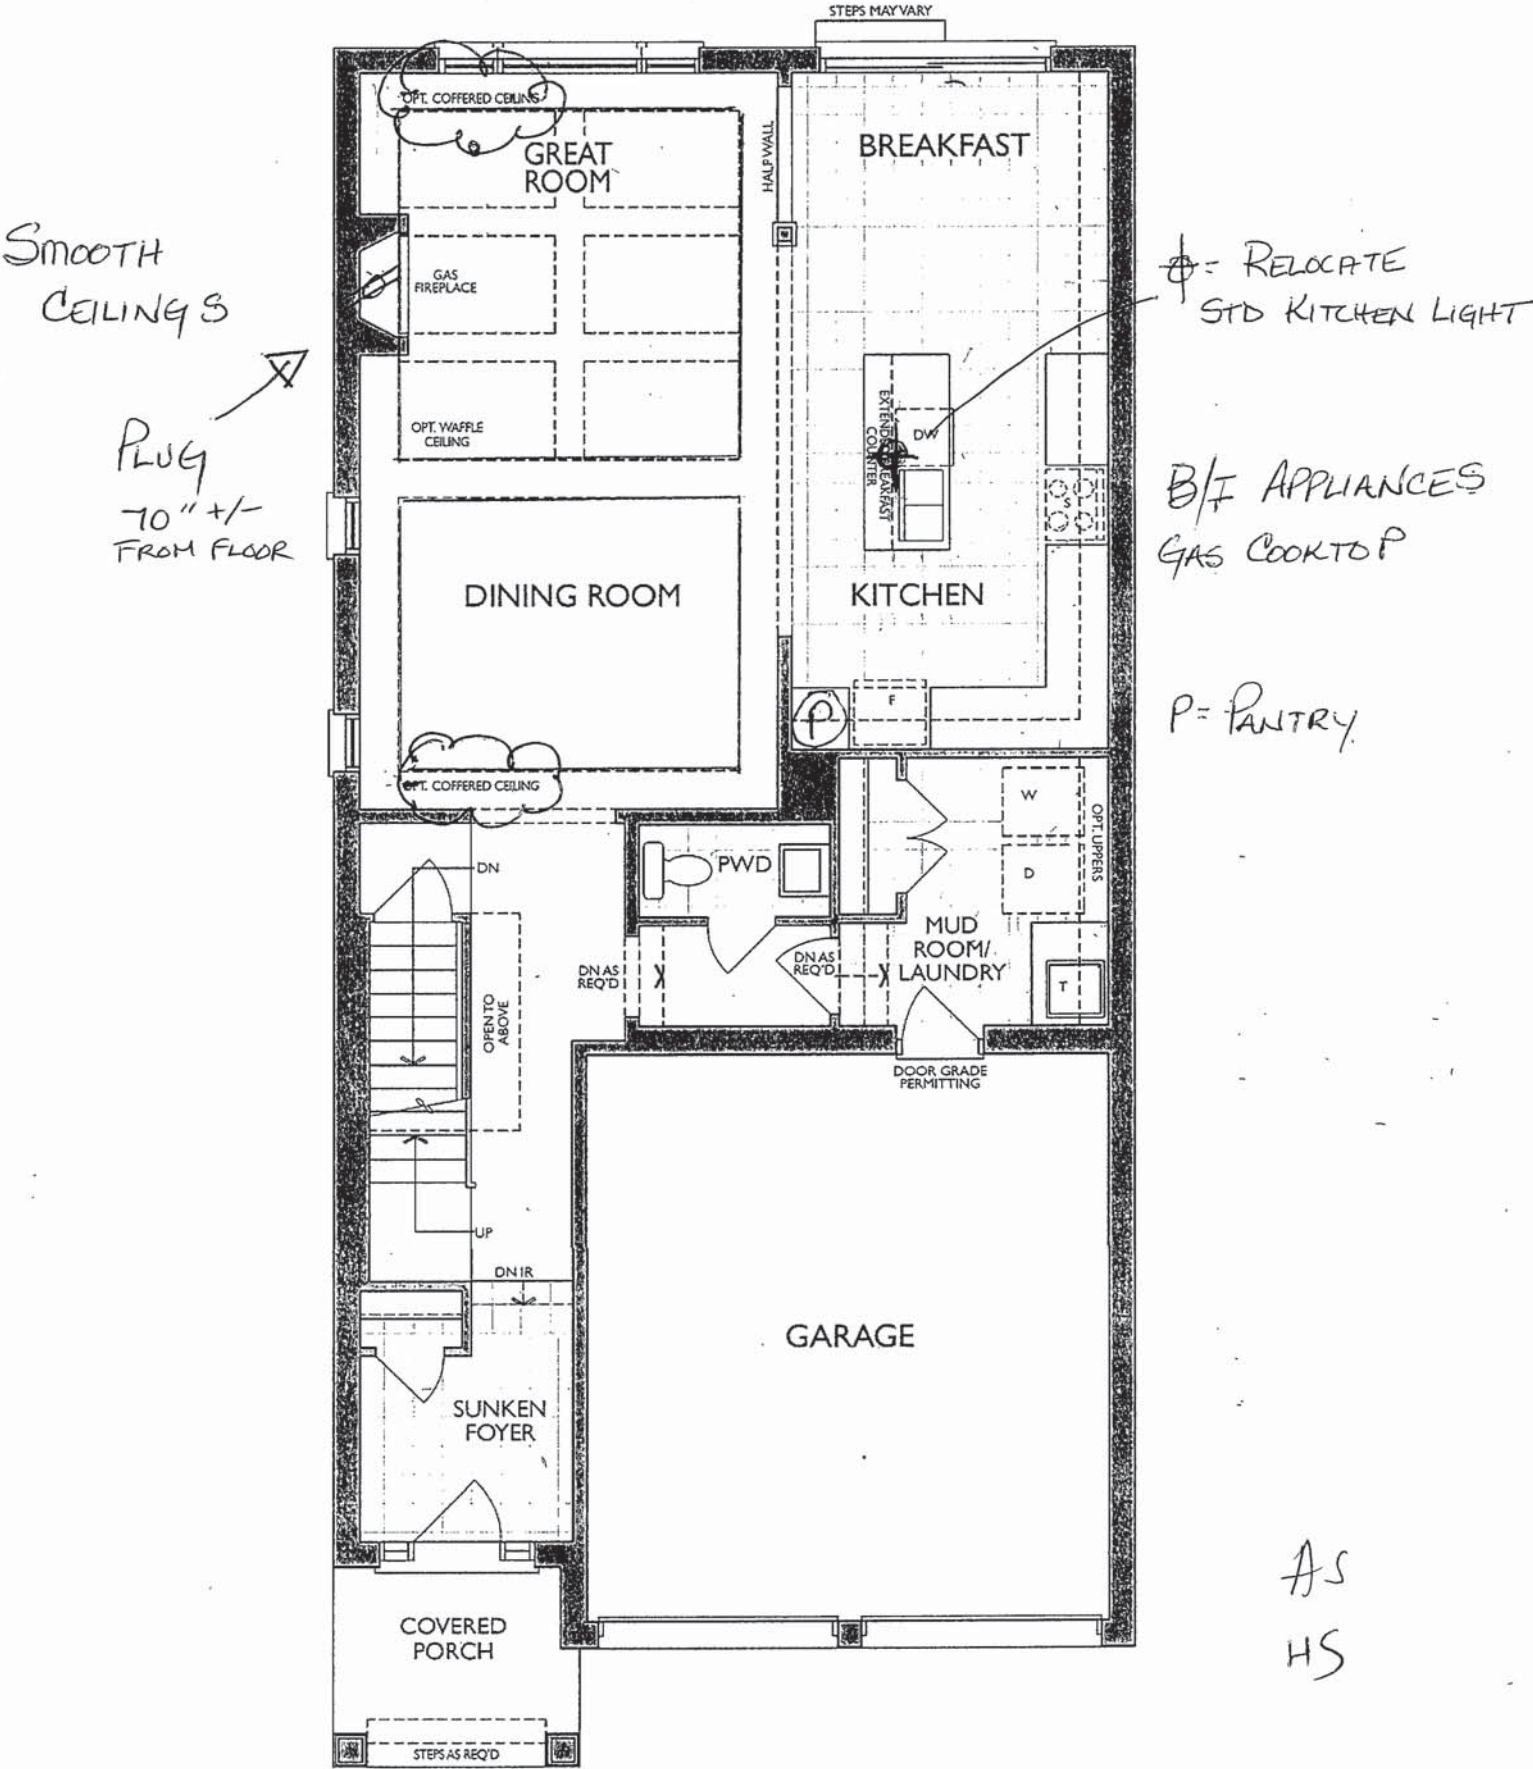 STEPS MAY VARY
OPT. COFFERED CEILING
GREAT
ROOM
HALF WALL
BREAKFAST
SMOOTH
CEILINGS
GAS
FIREPLACE
= RELOCATE
STD KITCHEN LIGHT
PLUG
70" +/-
FROM FLOOR
OPT. WAFFLE
CEILING
EXTENDED BREAKFAST
COUNTER
DW
S
B/I APPLIANCES
GAS COOKTOP
DINING ROOM
KITCHEN
P
F
P= PANTRY
OPT. COFFERED CEILING
W
D
OPT. UPPERS
DN
PWD
MUD
ROOM/
LAUNDRY
DN AS
REQ'D
DN AS
REQ'D
T
OPEN TO
ABOVE
DOOR GRADE
PERMITTING
UP
DN 1R
GARAGE
SUNKEN
FOYER
COVERED
PORCH
STEPS AS REQ'D
AS
HS